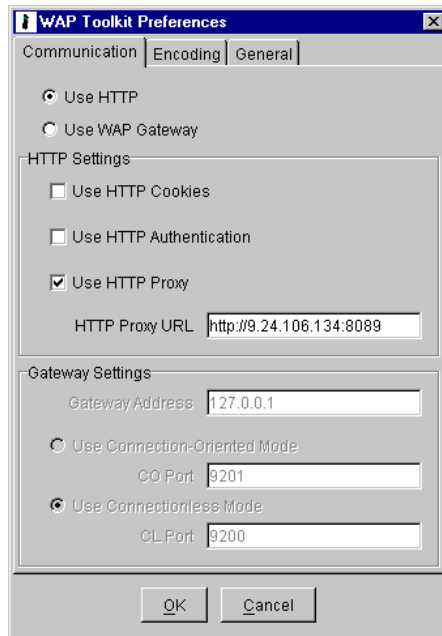 WAP Toolkit Preferences
Communication Encoding General
Use HTTP
Use WAP Gateway
HTTP Settings
Use HTTP Cookies
Use HTTP Authentication
Use HTTP Proxy
HTTP Proxy URL http://9.24.106.134:8089
Gateway Settings
Gateway Address 127.0.0.1
Use Connection-Oriented Mode
CO Port 9201
Use Connectionless Mode
CL Port 9200
OK Cancel